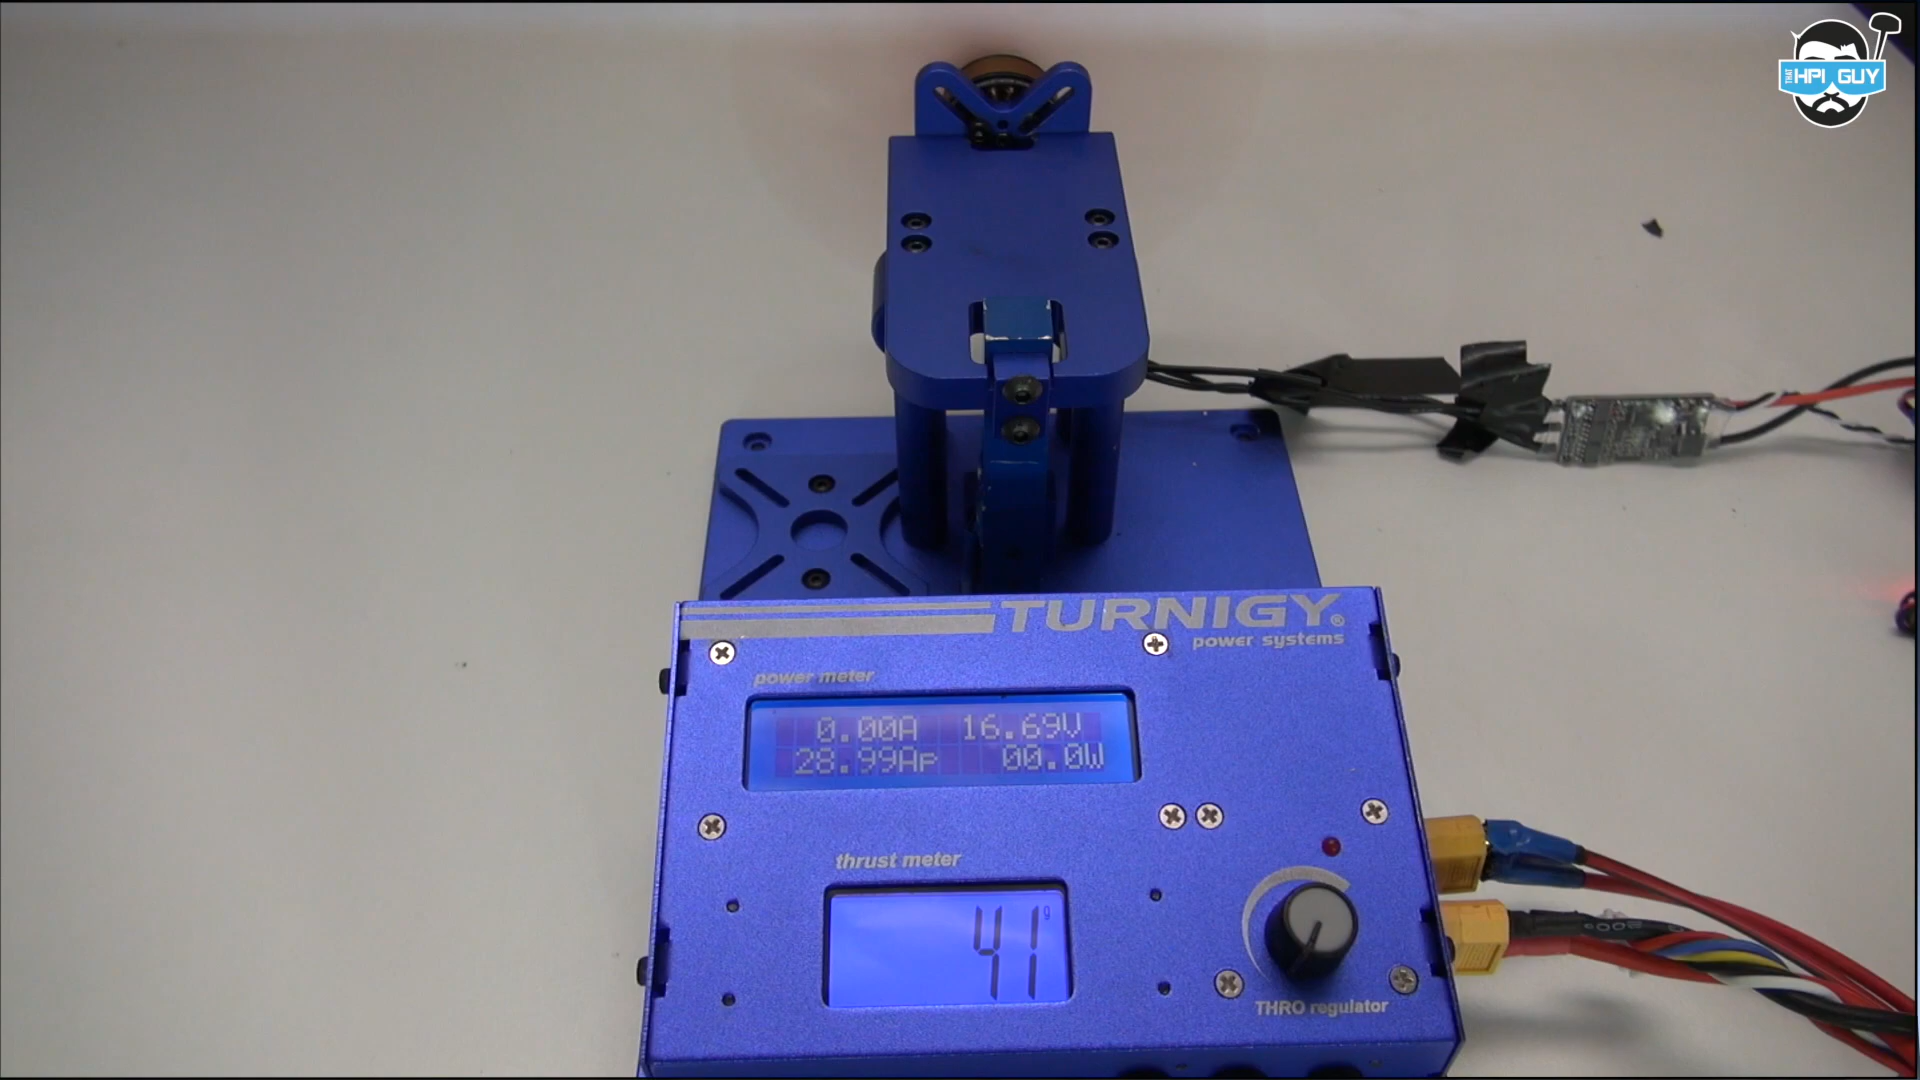 THAT HPI GUY
TURNIGY®
power systems
power meter
0.00A 16.69V
28.99Ap 00.0W
thrust meter
41 g
THRO regulator